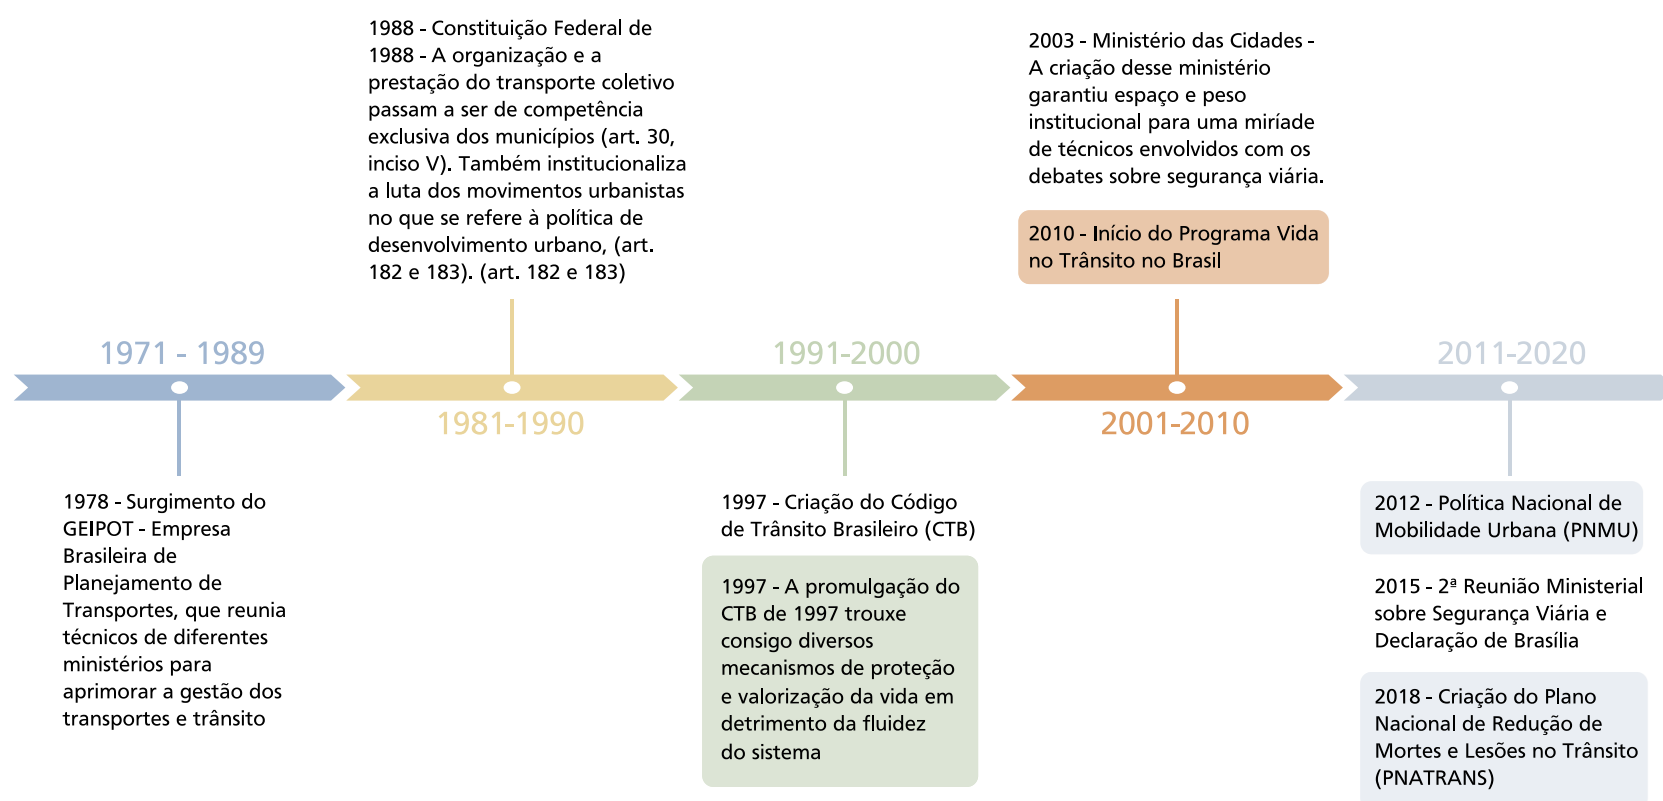 1971 - 1989
1978 - Surgimento do
GEIPOT - Empresa
Brasileira de
Planejamento de
Transportes, que reunia
técnicos de diferentes
ministérios para
aprimorar a gestão dos
transportes e trânsito
1988 - Constituição Federal de
1988 - A organização e a
prestação do transporte coletivo
passam a ser de competência
exclusiva dos municípios (art. 30,
inciso V). Também institucionaliza
a luta dos movimentos urbanistas
no que se refere à política de
desenvolvimento urbano, (art.
182 e 183). (art. 182 e 183)
1981-1990
1991-2000
1997 - Criação do Código
de Trânsito Brasileiro (CTB)
1997 - A promulgação do
CTB de 1997 trouxe
consigo diversos
mecanismos de proteção
e valorização da vida em
detrimento da fluidez
do sistema
2003 - Ministério das Cidades -
A criação desse ministério
garantiu espaço e peso
institucional para uma miríade
de técnicos envolvidos com os
debates sobre segurança viária.
2010 - Início do Programa Vida
no Trânsito no Brasil
2001-2010
2011-2020
2012 - Política Nacional de
Mobilidade Urbana (PNMU)
2015 - 2ª Reunião Ministerial
sobre Segurança Viária e
Declaração de Brasília
2018 - Criação do Plano
Nacional de Redução de
Mortes e Lesões no Trânsito
(PNATRANS)